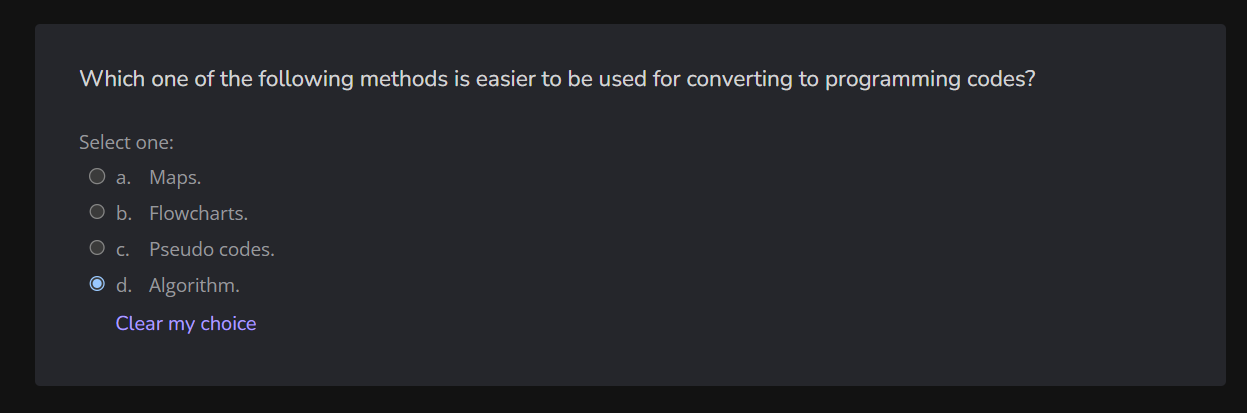 Which one of the following methods is easier to be used for converting to programming codes?
Select one:
a. Maps.
b. Flowcharts.
c. Pseudo codes.
d. Algorithm.
Clear my choice